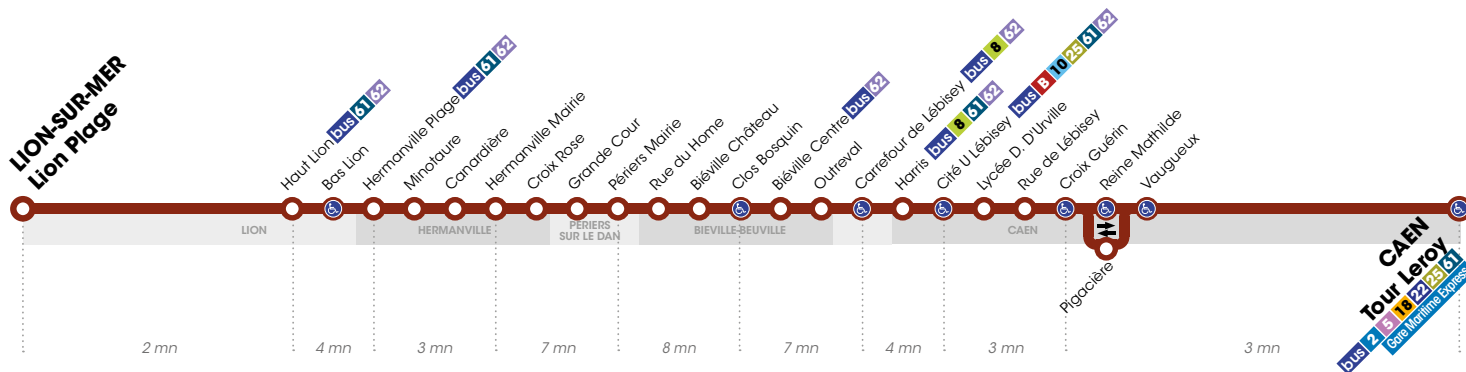 LION-SUR-MER
Lion Plage
Haut Lion bus 61 62
Bas Lion
Hermanville Plage bus 61 62
Minotaure
Canardière
Hermanville Mairie
Croix Rose
Grande Cour
Périers Mairie
Rue du Home
Biéville Château
Clos Bosquin
Biéville Centre bus 62
Outreval
Carrefour de Lébisey bus 8 62
Harris bus 8 61 62
Cité U Lébisey bus B 10 25 61 62
Lycée D. D'Urville
Rue de Lébisey
Croix Guérin
Reine Mathilde
Vaugueux
LION
HERMANVILLE
PÉRIERS
SUR LE DAN
BIEVILLE-BEUVILLE
CAEN
Pigacière
CAEN
Tour Leroy
bus 2 5 18 22 25 61
Gare Maritime Express
2 mn
4 mn
3 mn
7 mn
8 mn
7 mn
4 mn
3 mn
3 mn